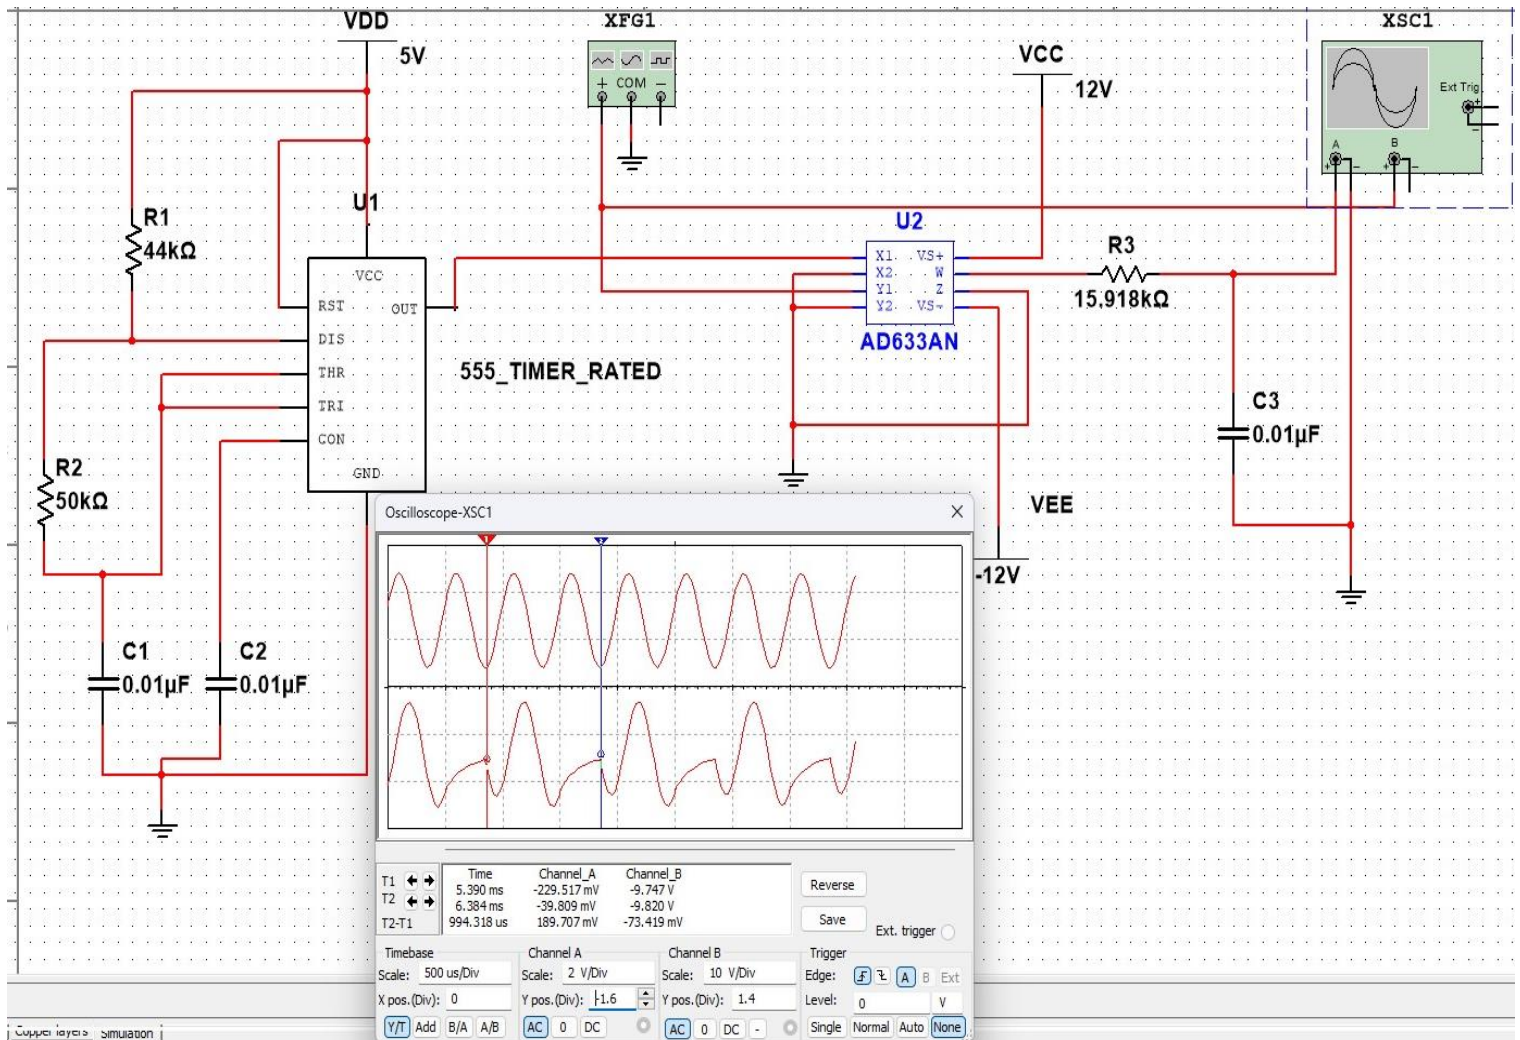 VDD
5V
XFG1
COM
VCC
12V
XSC1
Ext Trig
A
B
R1
44kΩ
U1
VCC
RST
OUT
DIS
THR
TRI
CON
GND
555_TIMER_RATED
U2
X1 VS+
X2 W
Y1 Z
Y2 VS-
AD633AN
R3
15.918kΩ
C3
0.01µF
R2
50kΩ
VEE
-12V
C1
0.01µF
C2
0.01µF
Oscilloscope-XSC1
1
2
Time Channel_A Channel_B
T1 5.390 ms -229.517 mV -9.747 V
T2 6.384 ms -39.809 mV -9.820 V
T2-T1 994.318 us 189.707 mV -73.419 mV
Reverse
Save
Ext. trigger
Timebase
Scale: 500 us/Div
X pos.(Div): 0
Y/T Add B/A A/B
Channel A
Scale: 2 V/Div
Y pos.(Div): -1.6
AC 0 DC
Channel B
Scale: 10 V/Div
Y pos.(Div): 1.4
AC 0 DC -
Trigger
Edge: A B Ext
Level: 0 V
Single Normal Auto None
Copper layers Simulation